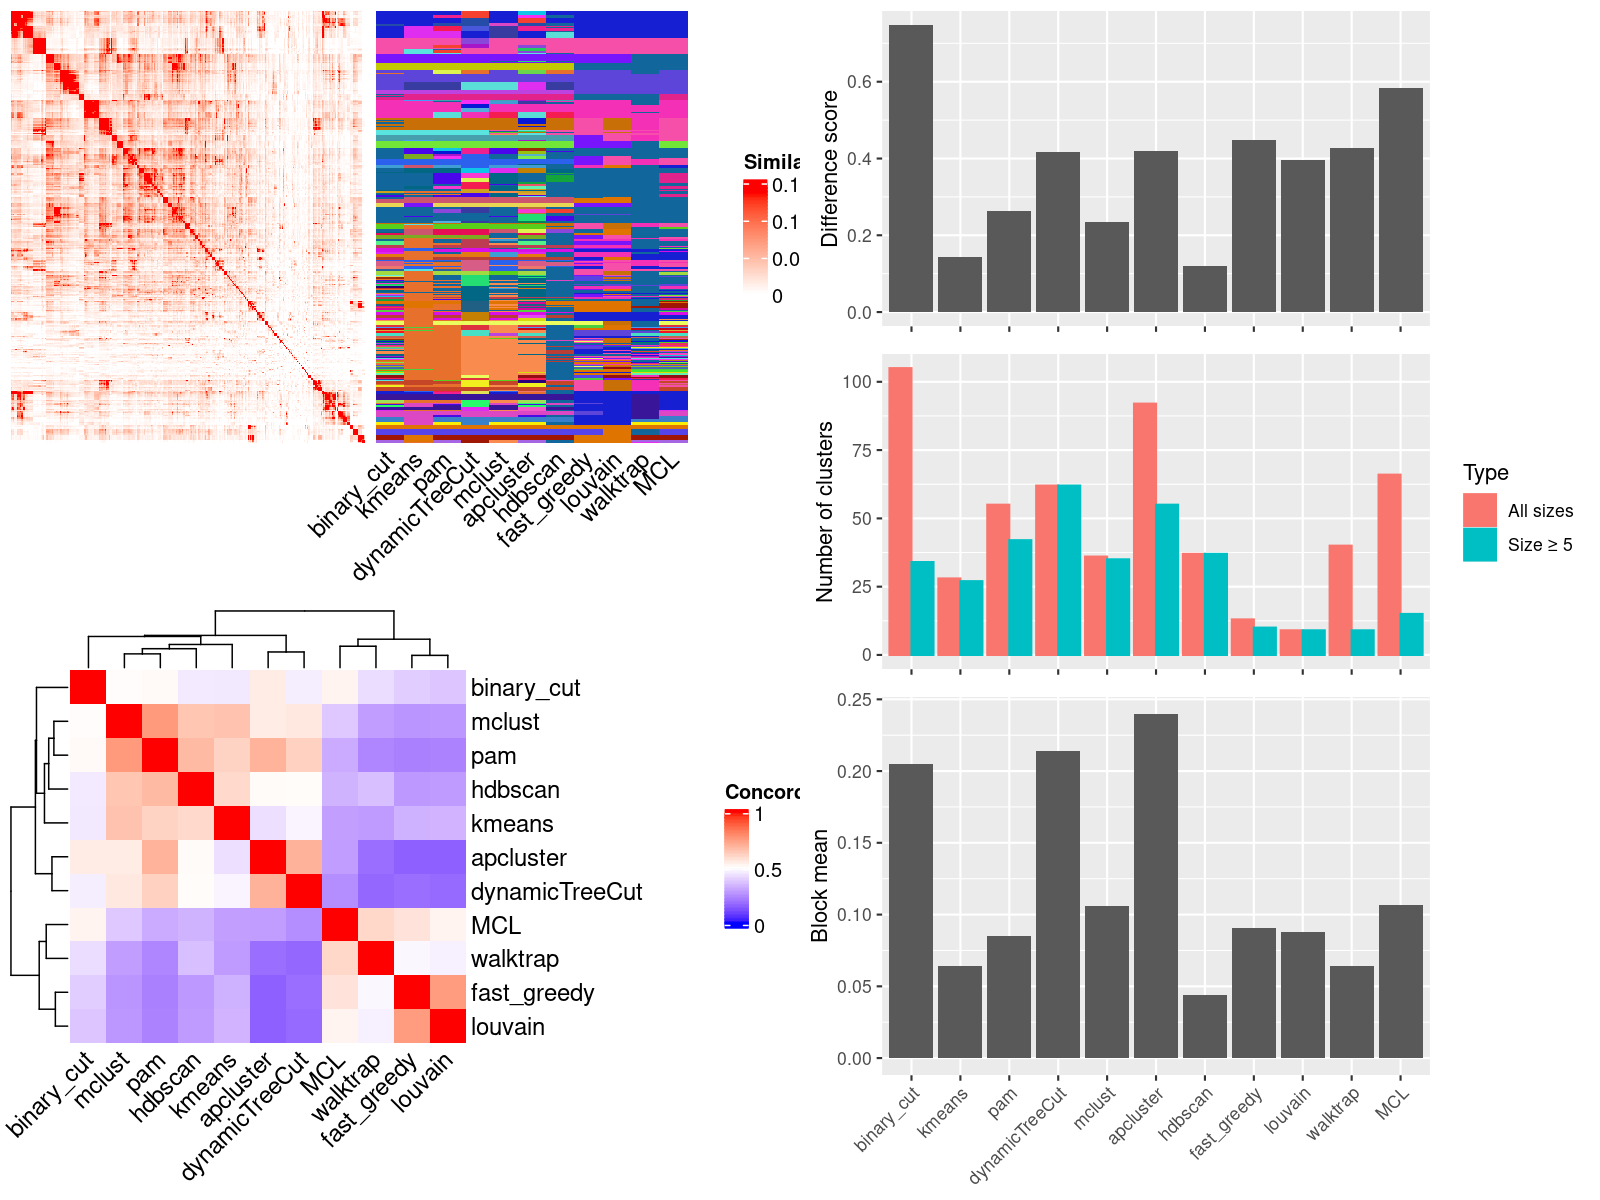 Simila
0.1
0.1
0.0
0
binary_cut
kmeans
pam
dynamicTreeCut
mclust
apcluster
hdbscan
fast_greedy
louvain
walktrap
MCL
binary_cut
mclust
pam
hdbscan
kmeans
apcluster
dynamicTreeCut
MCL
walktrap
fast_greedy
louvain
binary_cut
mclust
pam
hdbscan
kmeans
apcluster
dynamicTreeCut
MCL
walktrap
fast_greedy
louvain
Concord
1
0.5
0
Difference score
0.6
0.4
0.2
0.0
Number of clusters
100
75
50
25
0
Type
All sizes
Size ≥ 5
Block mean
0.25
0.20
0.15
0.10
0.05
0.00
binary_cut
kmeans
pam
dynamicTreeCut
mclust
apcluster
hdbscan
fast_greedy
louvain
walktrap
MCL